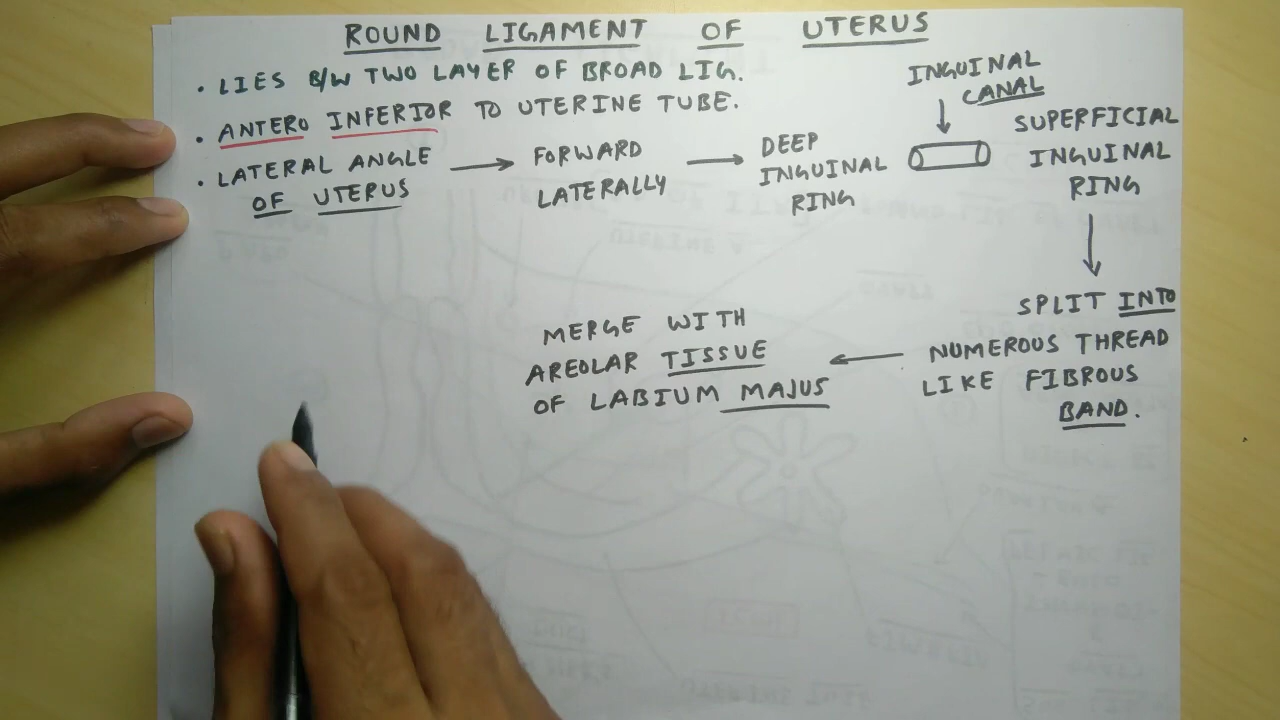 ROUND LIGAMENT OF UTERUS
• LIES B/W TWO LAYER OF BROAD LIG.
• ANTERO INFERIOR TO UTERINE TUBE.
• LATERAL ANGLE
OF UTERUS
FORWARD
LATERALLY
DEEP
INGUINAL
RING
INGUINAL
CANAL
SUPERFICIAL
INGUINAL
RING
SPLIT INTO
NUMEROUS THREAD
LIKE FIBROUS
BAND.
MERGE WITH
AREOLAR TISSUE
OF LABIUM MAJUS